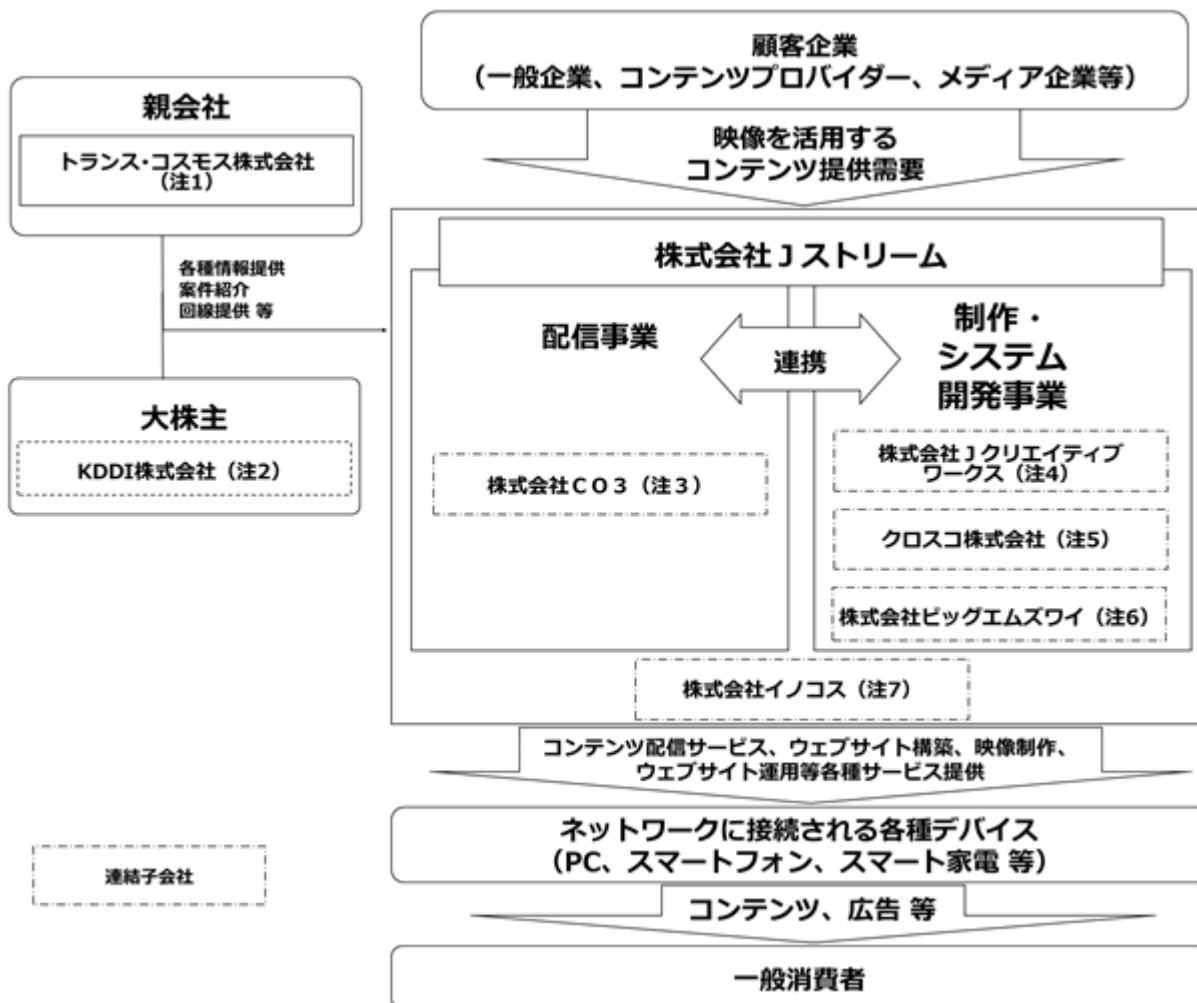 顧客企業
（一般企業、コンテンツプロバイダー、メディア企業等）
映像を活用する
コンテンツ提供需要
親会社
トランス・コスモス株式会社
（注1）
各種情報提供
案件紹介
回線提供 等
大株主
KDDI株式会社（注2）
株式会社Ｊストリーム
配信事業
連携
制作・
システム
開発事業
株式会社ＣＯ３（注３）
株式会社Ｊクリエイティブ
ワークス（注4）
クロスコ株式会社（注5）
株式会社ビッグエムズワイ（注6）
株式会社イノコス（注7）
コンテンツ配信サービス、ウェブサイト構築、映像制作、
ウェブサイト運用等各種サービス提供
ネットワークに接続される各種デバイス
（PC、スマートフォン、スマート家電 等）
コンテンツ、広告 等
一般消費者
連結子会社